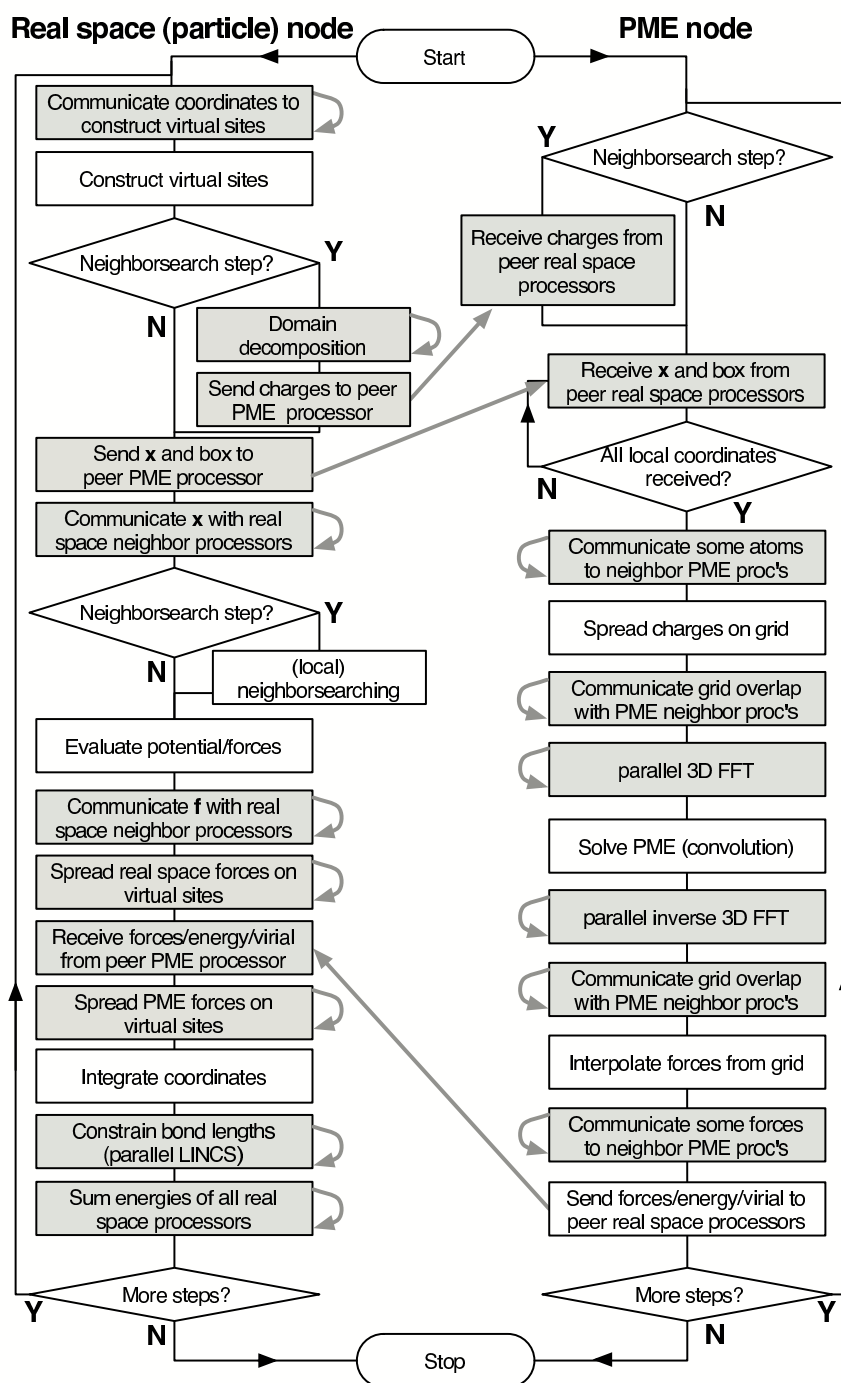 Real space (particle) node
PME node
Start
Communicate coordinates to
construct virtual sites
Construct virtual sites
Neighborsearch step?
Y
N
Domain
decomposition
Send charges to peer
PME processor
Send x and box to
peer PME processor
Communicate x with real
space neighbor processors
Neighborsearch step?
Y
N
(local)
neighborsearching
Evaluate potential/forces
Communicate f with real
space neighbor processors
Spread real space forces on
virtual sites
Receive forces/energy/virial
from peer PME processor
Spread PME forces on
virtual sites
Integrate coordinates
Constrain bond lengths
(parallel LINCS)
Sum energies of all real
space processors
More steps?
Y
N
Neighborsearch step?
Y
N
Receive charges from
peer real space
processors
Receive x and box from
peer real space processors
All local coordinates
received?
N
Y
Communicate some atoms
to neighbor PME proc's
Spread charges on grid
Communicate grid overlap
with PME neighbor proc's
parallel 3D FFT
Solve PME (convolution)
parallel inverse 3D FFT
Communicate grid overlap
with PME neighbor proc's
Interpolate forces from grid
Communicate some forces
to neighbor PME proc's
Send forces/energy/virial to
peer real space processors
More steps?
Y
N
Stop